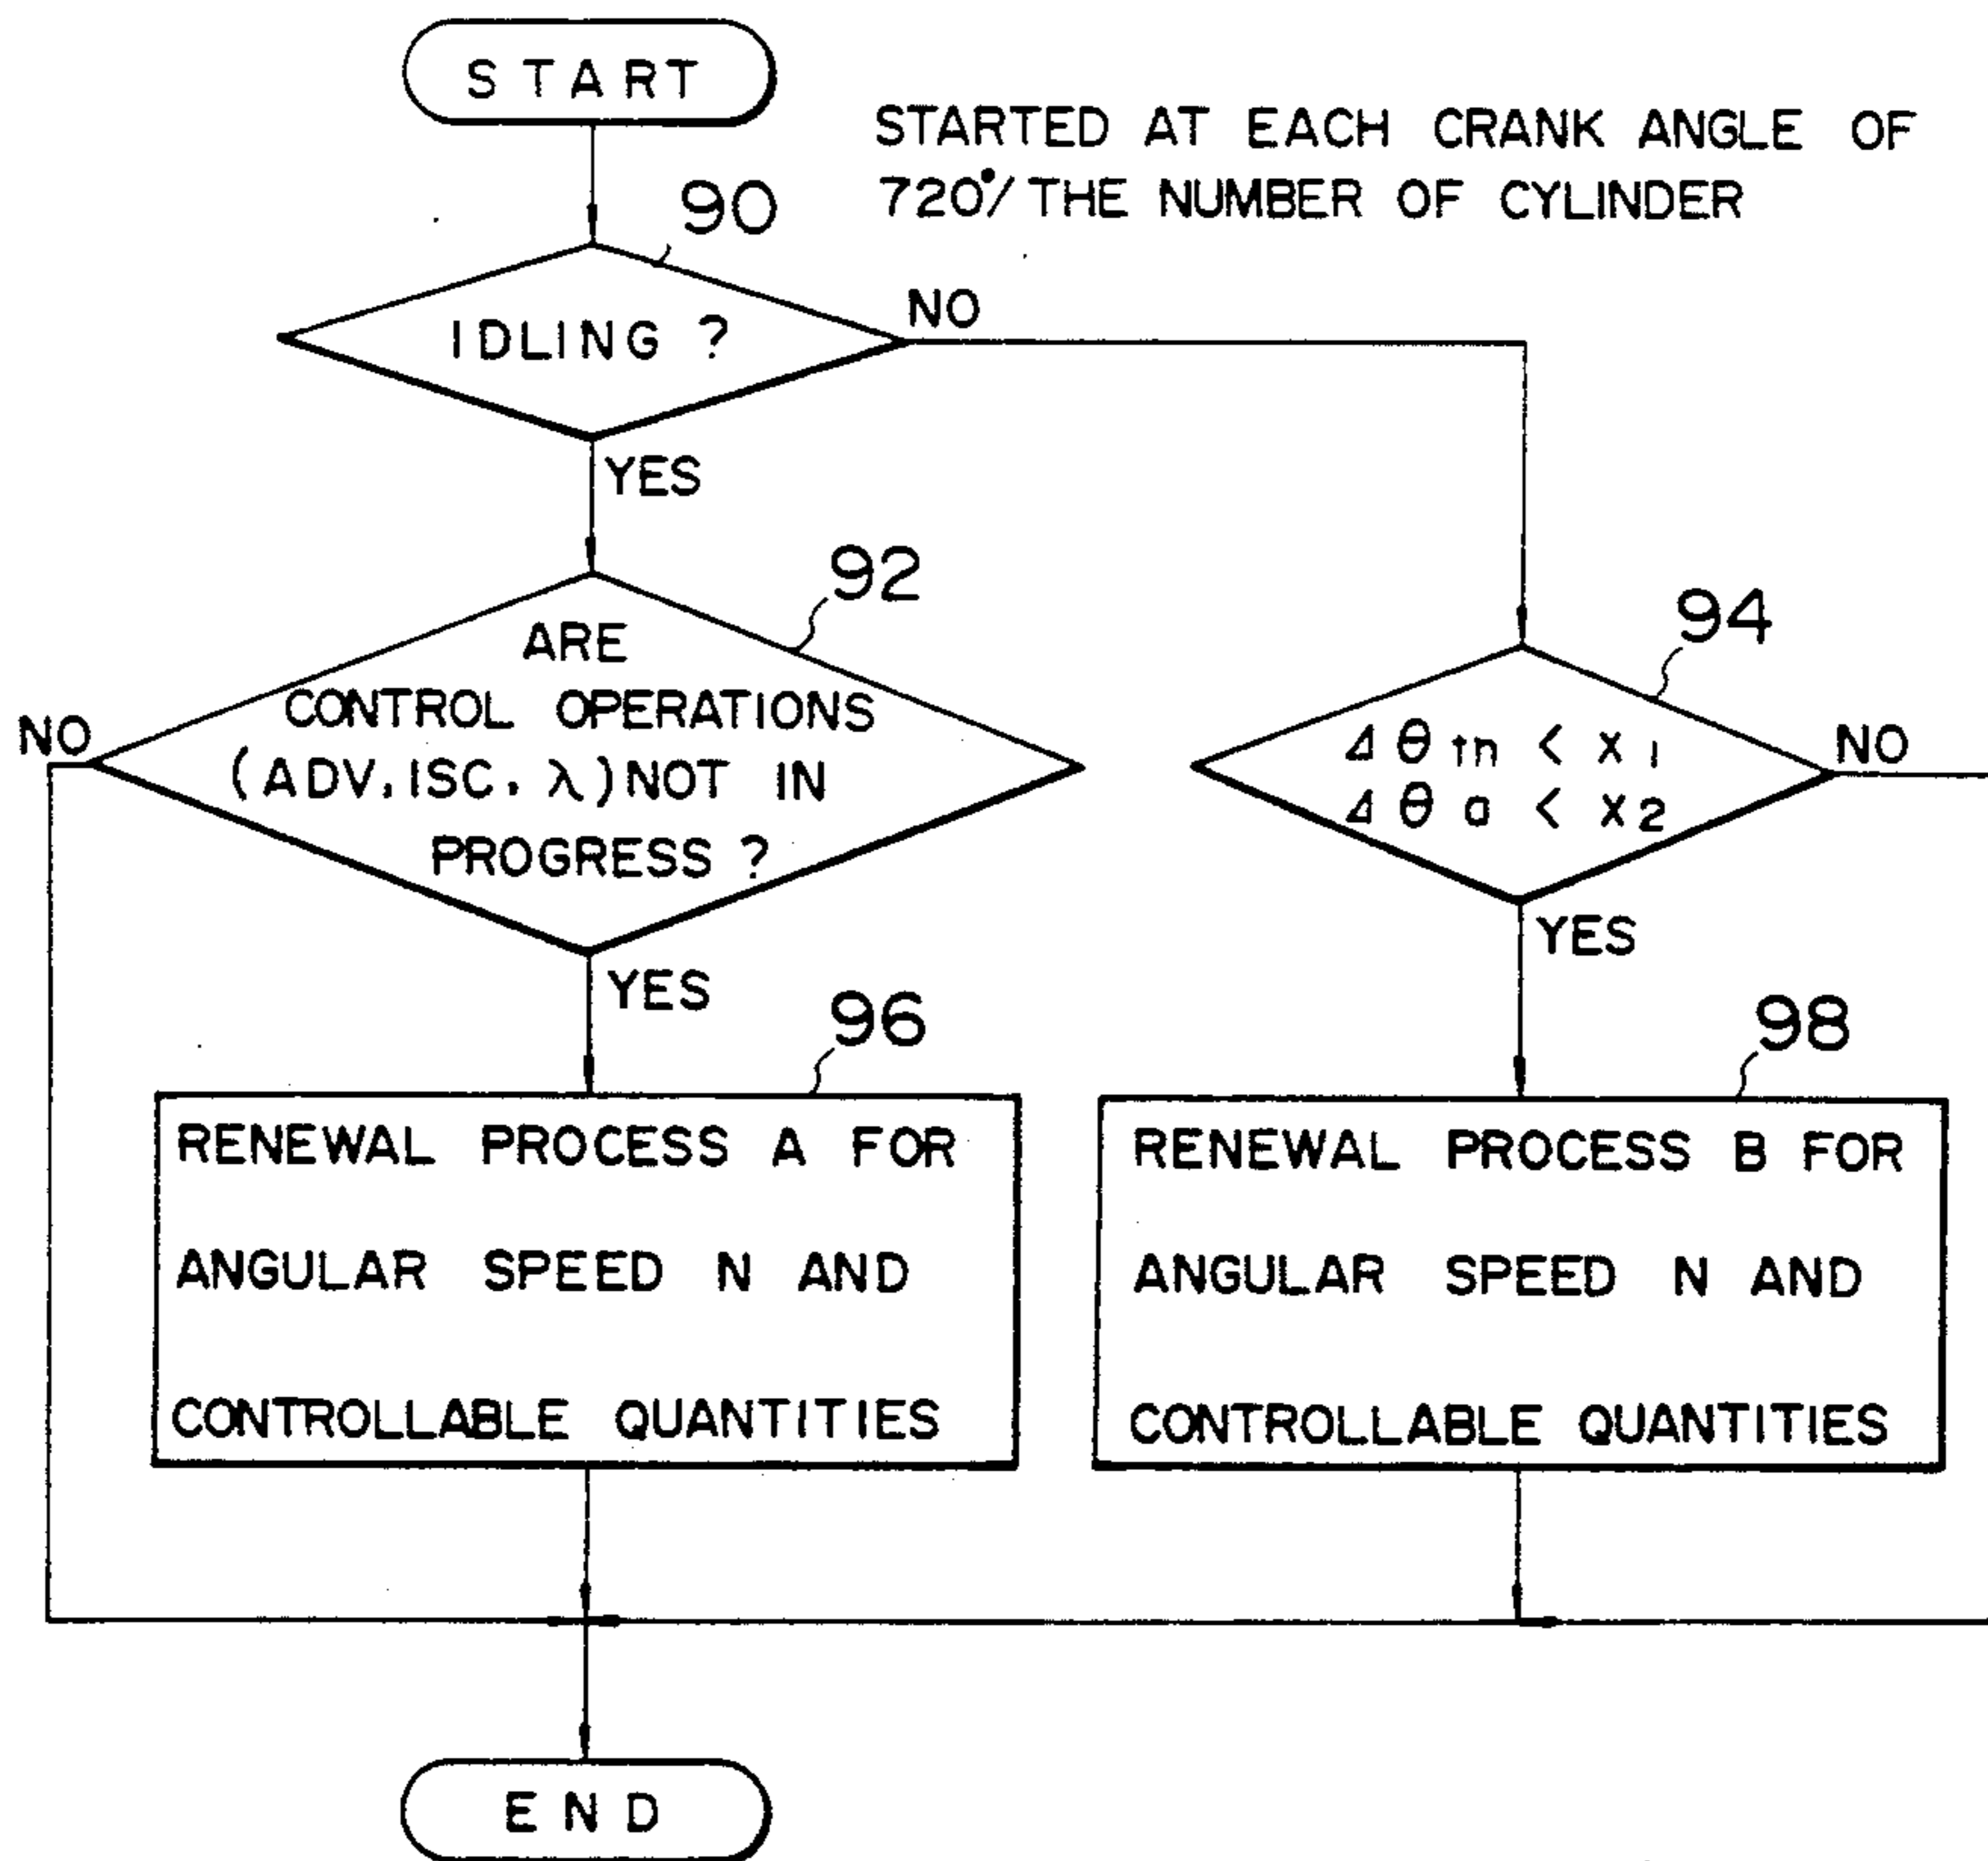 START
STARTED AT EACH CRANK ANGLE OF
720°/THE NUMBER OF CYLINDER
90
IDLING ?
NO
YES
92
ARE
CONTROL OPERATIONS
(ADV, ISC, λ) NOT IN
PROGRESS ?
NO
YES
94
Δθtn < x1
Δθa < x2
NO
YES
96
RENEWAL PROCESS A FOR
ANGULAR SPEED N AND
CONTROLLABLE QUANTITIES
98
RENEWAL PROCESS B FOR
ANGULAR SPEED N AND
CONTROLLABLE QUANTITIES
END